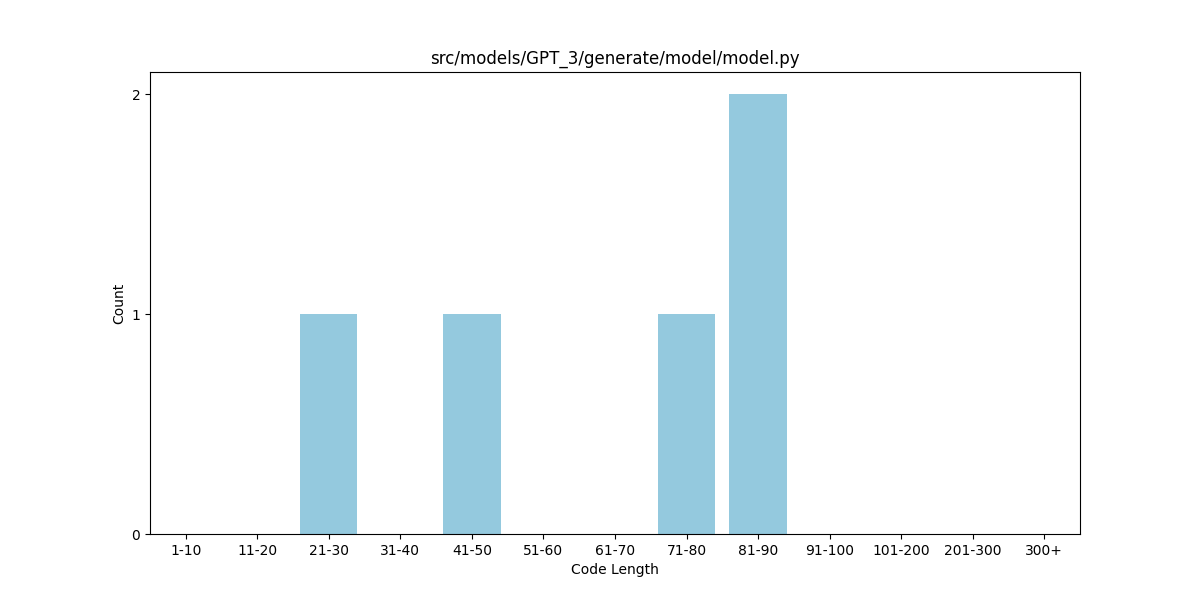 src/models/GPT_3/generate/model/model.py
2
1
0
Count
1-10 11-20 21-30 31-40 41-50 51-60 61-70 71-80 81-90 91-100 101-200 201-300 300+
Code Length